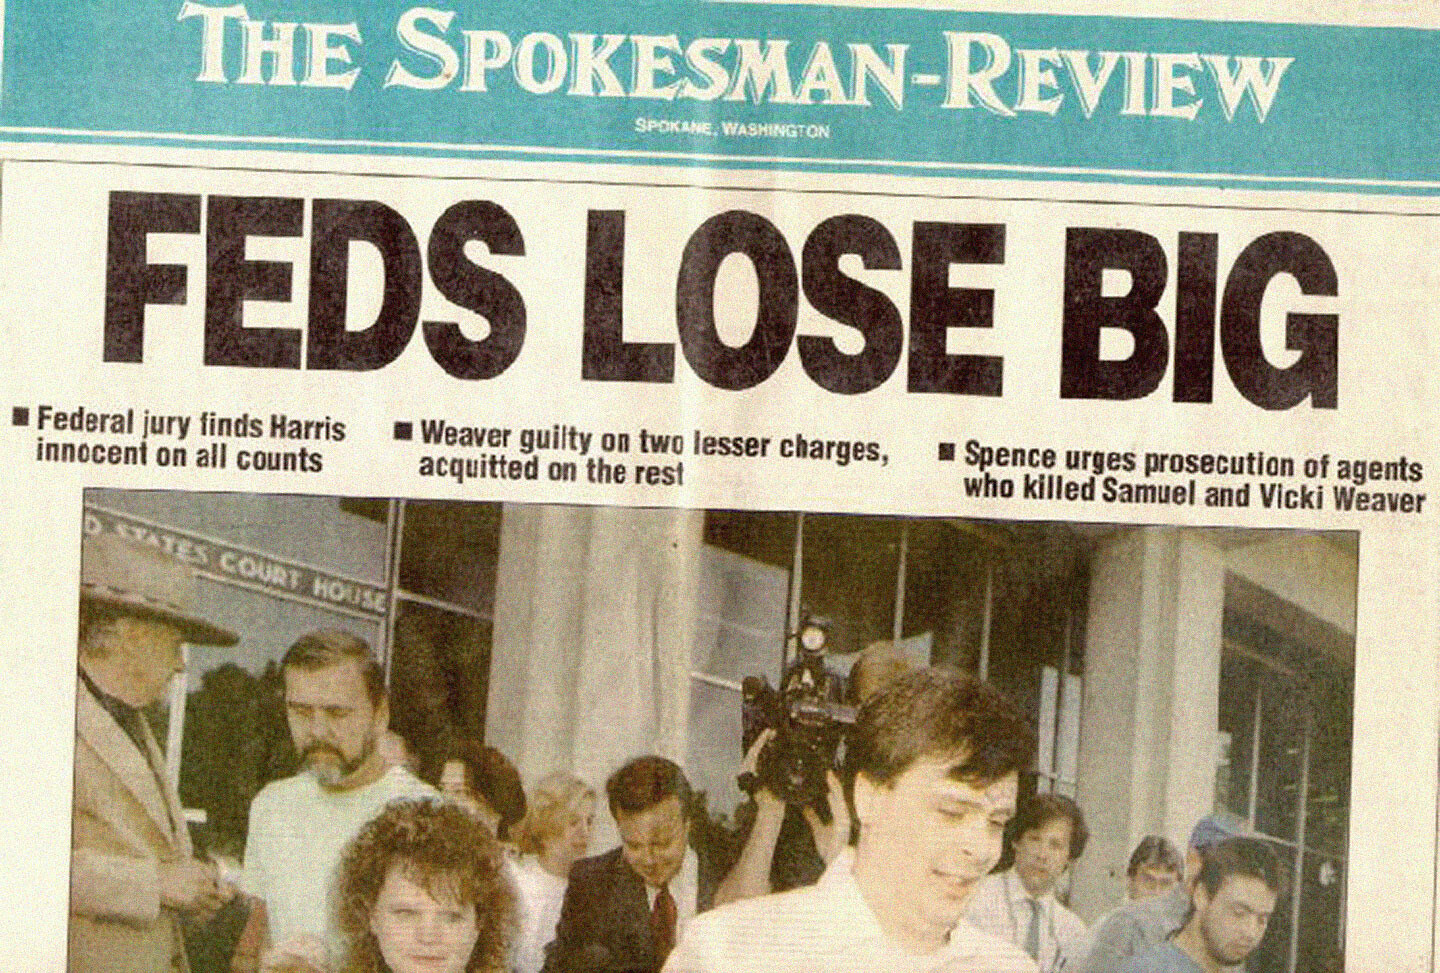 THE SPOKESMAN-REVIEW
SPOKANE, WASHINGTON
FEDS LOSE BIG
■ Federal jury finds Harris
innocent on all counts
■ Weaver guilty on two lesser charges,
acquitted on the rest
■ Spence urges prosecution of agents
who killed Samuel and Vicki Weaver
D STATES COURT HOUSE